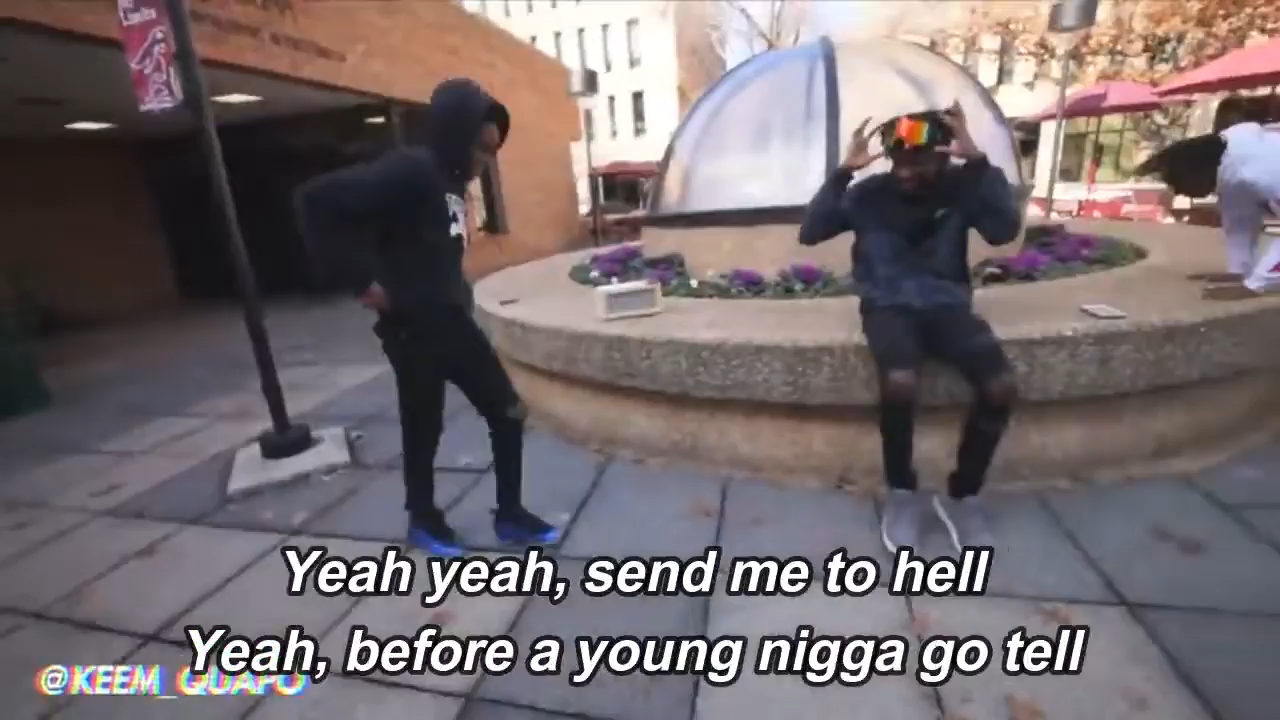 Yeah yeah, send me to hell
Yeah, before a young nigga go tell
@KEEM_QUAPO